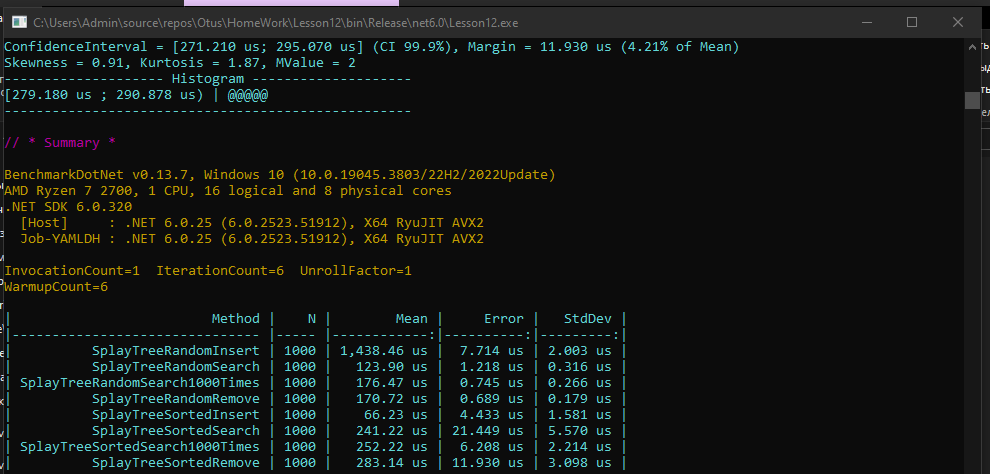 C:\Users\Admin\source\repos\Otus\HomeWork\Lesson12\bin\Release\net6.0\Lesson12.exe
ConfidenceInterval = [271.210 us; 295.070 us] (CI 99.9%), Margin = 11.930 us (4.21% of Mean)
Skewness = 0.91, Kurtosis = 1.87, MValue = 2
-------------------- Histogram --------------------
[279.180 us ; 290.878 us) | @@@@@
---------------------------------------------------
// * Summary *
BenchmarkDotNet v0.13.7, Windows 10 (10.0.19045.3803/22H2/2022Update)
AMD Ryzen 7 2700, 1 CPU, 16 logical and 8 physical cores
.NET SDK 6.0.320
[Host]     : .NET 6.0.25 (6.0.2523.51912), X64 RyuJIT AVX2
Job-YAMLDH : .NET 6.0.25 (6.0.2523.51912), X64 RyuJIT AVX2
InvocationCount=1  IterationCount=6  UnrollFactor=1
WarmupCount=6
|                         Method |    N |        Mean |     Error |   StdDev |
|------------------------------- |----- |------------:|----------:|---------:|
|          SplayTreeRandomInsert | 1000 | 1,438.46 us |  7.714 us | 2.003 us |
|          SplayTreeRandomSearch | 1000 |   123.90 us |  1.218 us | 0.316 us |
| SplayTreeRandomSearch1000Times | 1000 |   176.47 us |  0.745 us | 0.266 us |
|          SplayTreeRandomRemove | 1000 |   170.72 us |  0.689 us | 0.179 us |
|          SplayTreeSortedInsert | 1000 |    66.23 us |  4.433 us | 1.581 us |
|          SplayTreeSortedSearch | 1000 |   241.22 us | 21.449 us | 5.570 us |
| SplayTreeSortedSearch1000Times | 1000 |   252.22 us |  6.208 us | 2.214 us |
|          SplayTreeSortedRemove | 1000 |   283.14 us | 11.930 us | 3.098 us |